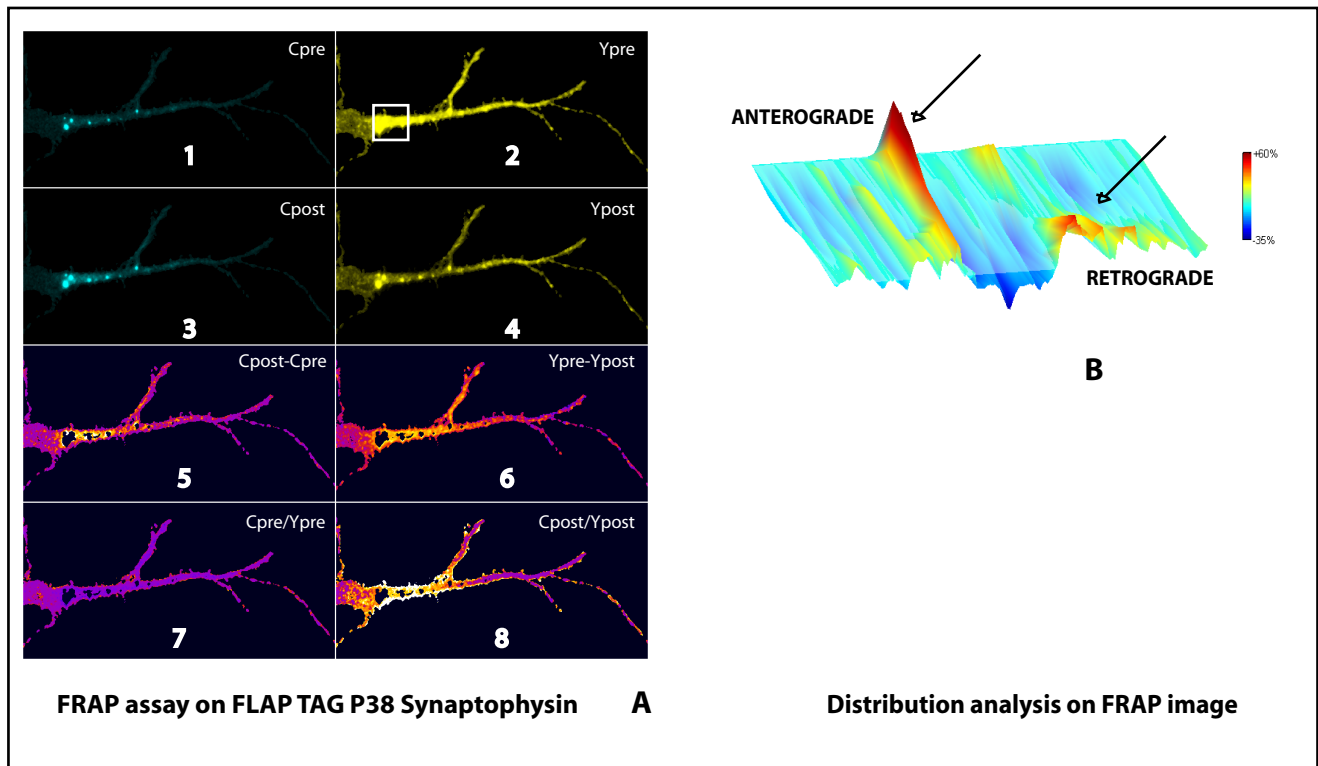 Cpre
1
Ypre
2
Cpost
3
Ypost
4
Cpost-Cpre
5
Ypre-Ypost
6
Cpre/Ypre
7
Cpost/Ypost
8
FRAP assay on FLAP TAG P38 Synaptophysin
A
ANTEROGRADE
+60%
-35%
RETROGRADE
B
Distribution analysis on FRAP image